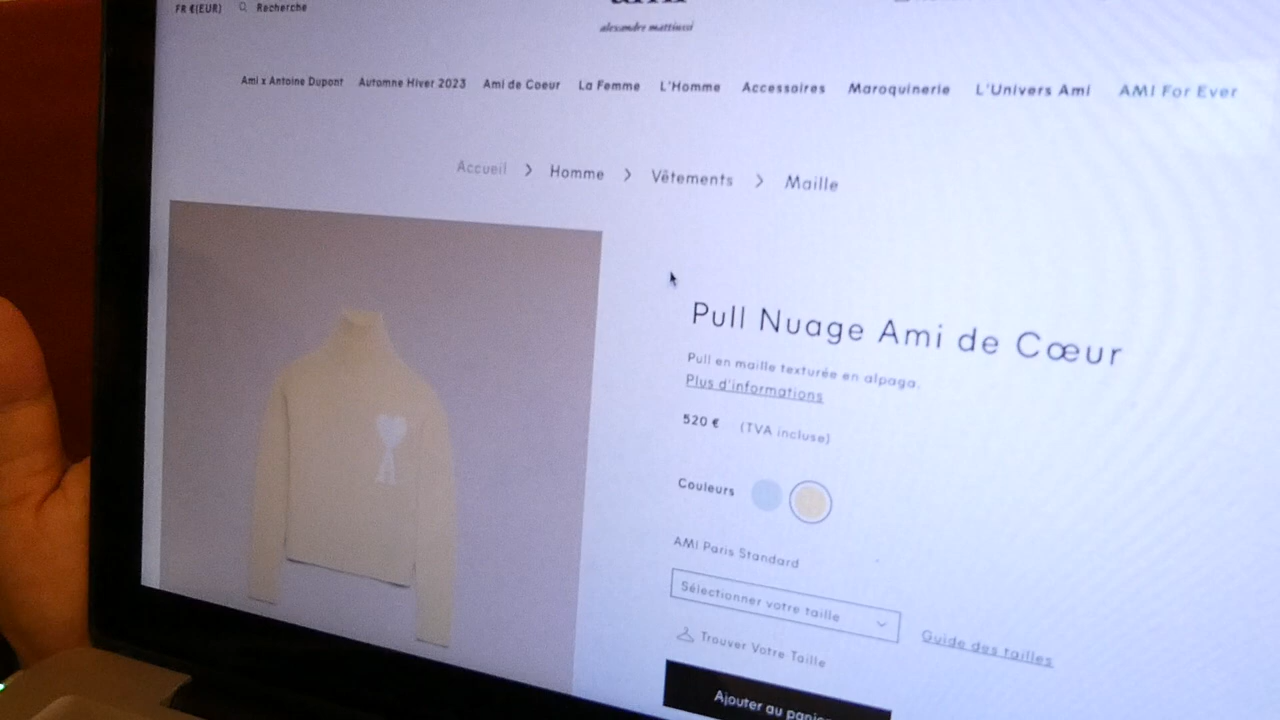 FR €(EUR) Recherche
alexandre mattiussi
Ami x Antoine Dupont Automne Hiver 2023 Ami de Coeur La Femme L'Homme Accessoires Maroquinerie L'Univers Ami AMI For Ever
Accueil > Homme > Vêtements > Maille
Pull Nuage Ami de Cœur
Pull en maille texturée en alpaga.
Plus d'informations
520 € (TVA incluse)
Couleurs
AMI Paris Standard
Sélectionner votre taille
Guide des tailles
Trouver Votre Taille
Ajouter au panier